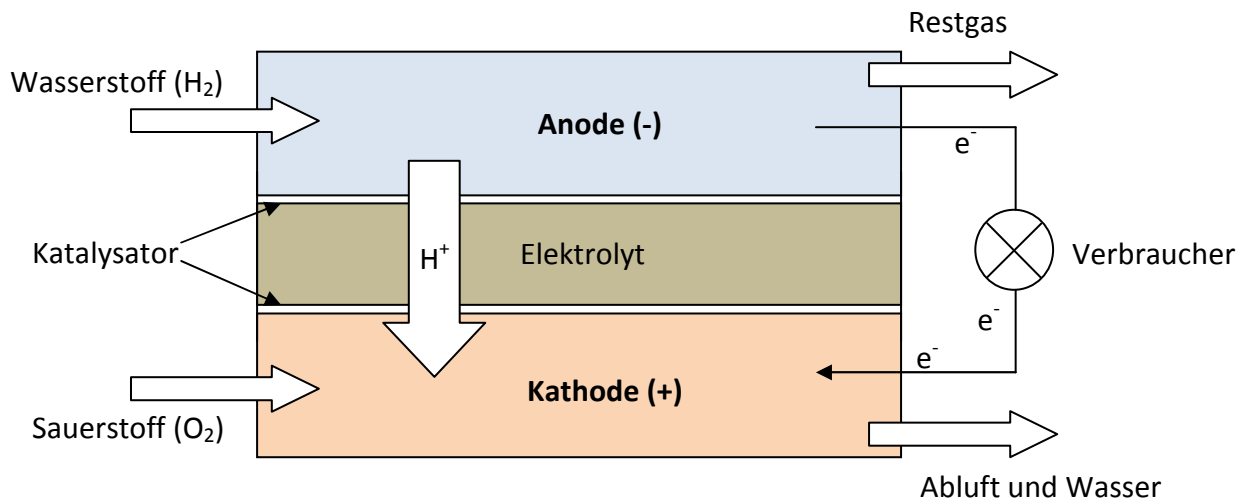 Restgas
Wasserstoff (H₂)
Anode (-)
e⁻
Katalysator
H⁺
Elektrolyt
Verbraucher
e⁻
e⁻
Kathode (+)
Sauerstoff (O₂)
Abluft und Wasser